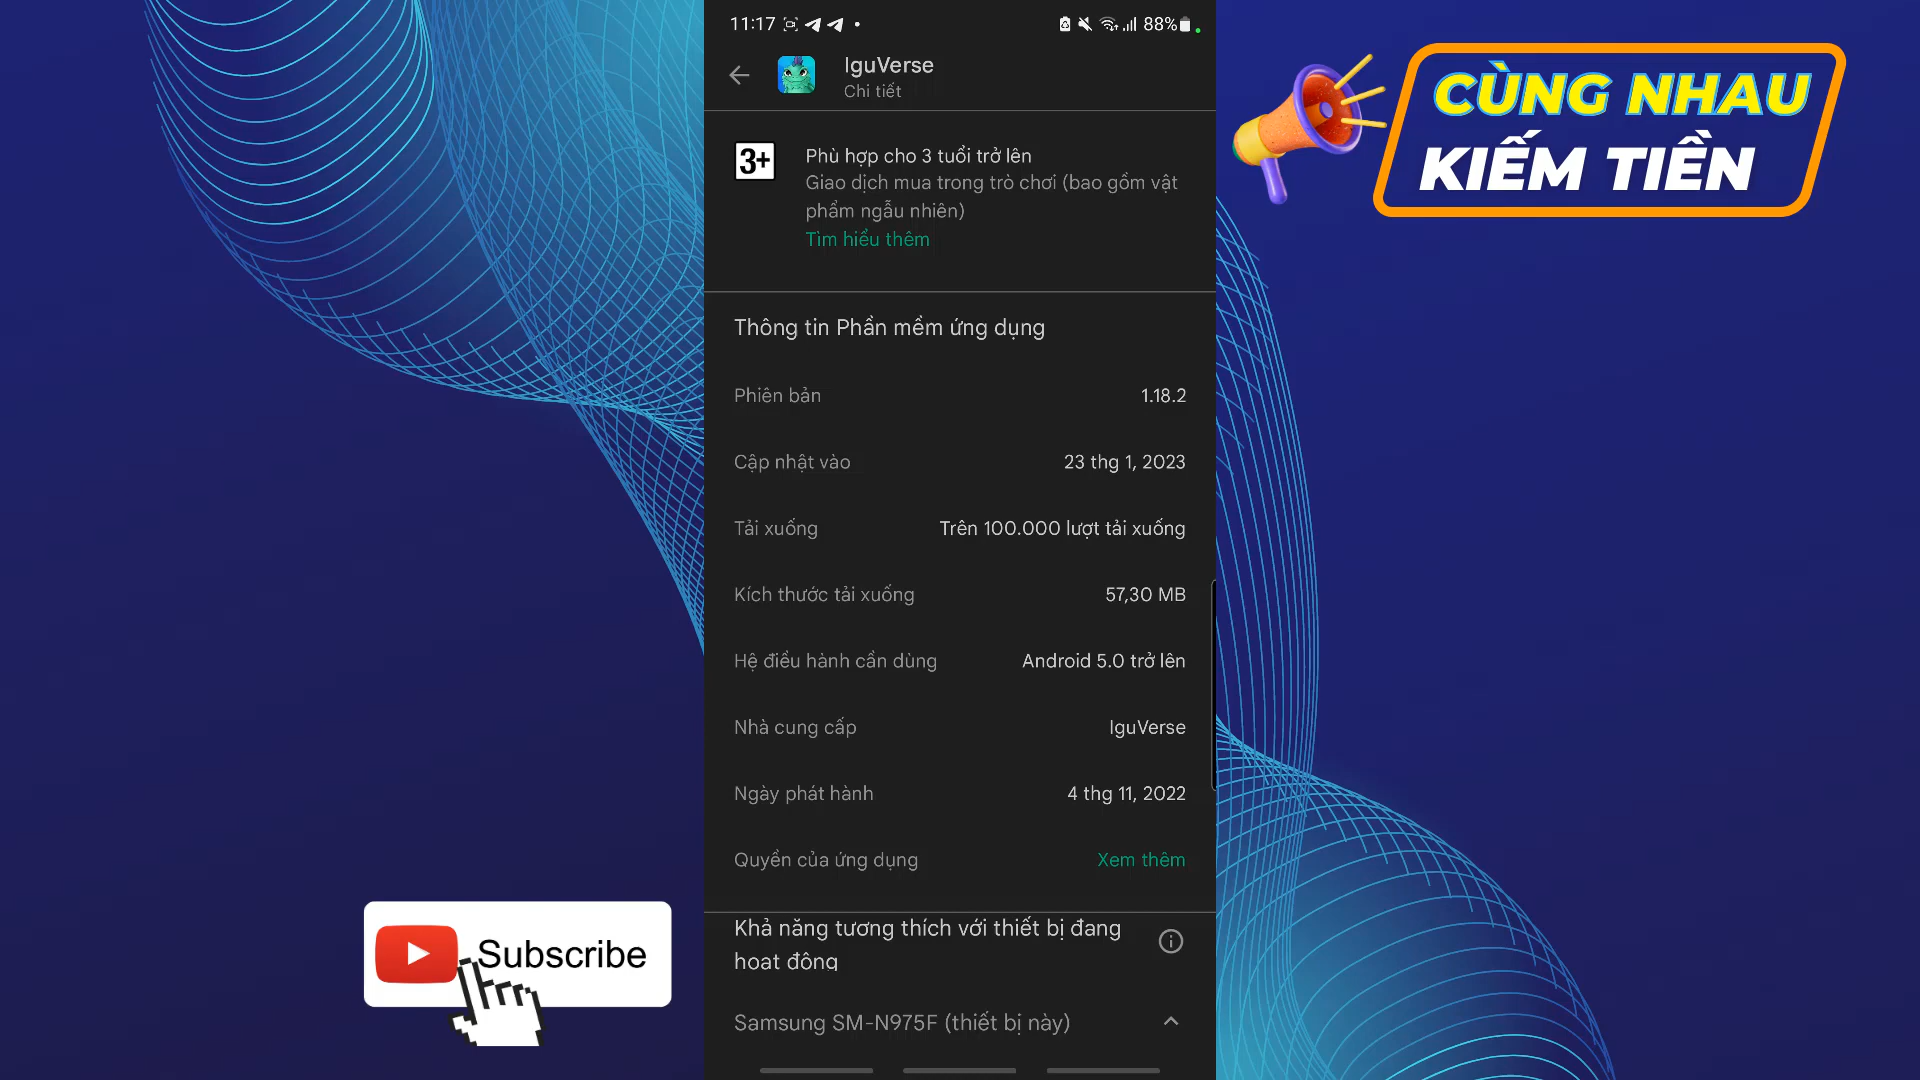 11:17
88%
IguVerse
Chi tiết
CÙNG NHAU
KIẾM TIỀN
3+
Phù hợp cho 3 tuổi trở lên
Giao dịch mua trong trò chơi (bao gồm vật
phẩm ngẫu nhiên)
Tìm hiểu thêm
Thông tin Phần mềm ứng dụng
Phiên bản 1.18.2
Cập nhật vào 23 thg 1, 2023
Tải xuống Trên 100.000 lượt tải xuống
Kích thước tải xuống 57,30 MB
Hệ điều hành cần dùng Android 5.0 trở lên
Nhà cung cấp IguVerse
Ngày phát hành 4 thg 11, 2022
Quyền của ứng dụng Xem thêm
Khả năng tương thích với thiết bị đang
hoạt động
Samsung SM-N975F (thiết bị này)
Subscribe